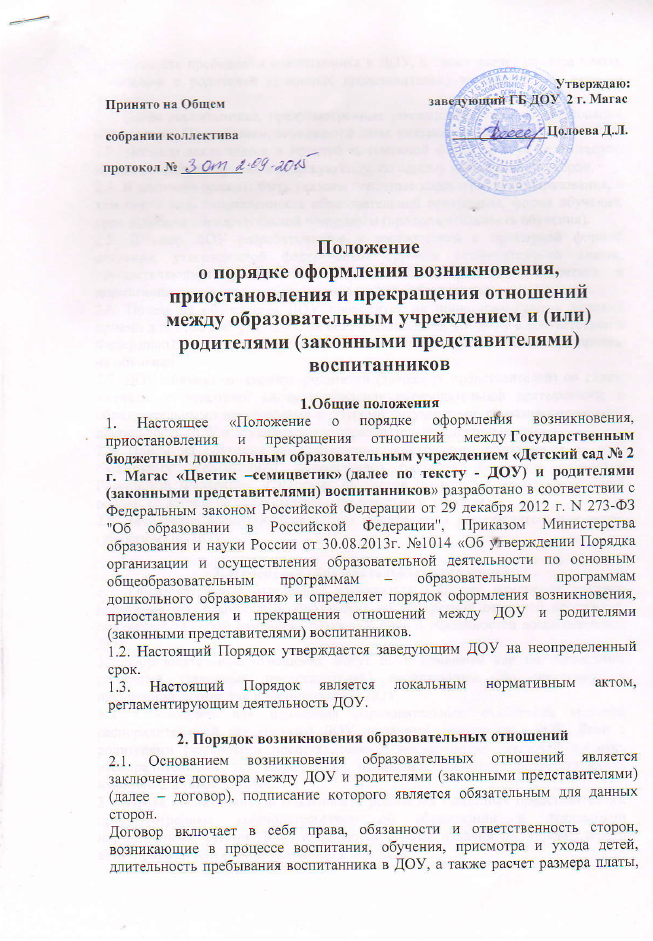 Утверждаю:
Принято на Общем заведующий ГБ ДОУ 2 г. Магас
собрании коллектива Цолоева Д.Л.
протокол № 3 от 2-09-2015
Положение
о порядке оформления возникновения,
приостановления и прекращения отношений
между образовательным учреждением и (или)
родителями (законными представителями)
воспитанников
1.Общие положения
1. Настоящее «Положение о порядке оформления возникновения,
приостановления и прекращения отношений между Государственным
бюджетным дошкольным образовательным учреждением «Детский сад № 2
г. Магас «Цветик –семицветик» (далее по тексту - ДОУ) и родителями
(законными представителями) воспитанников» разработано в соответствии с
Федеральным законом Российской Федерации от 29 декабря 2012 г. N 273-ФЗ
"Об образовании в Российской Федерации", Приказом Министерства
образования и науки России от 30.08.2013г. №1014 «Об утверждении Порядка
организации и осуществления образовательной деятельности по основным
общеобразовательным программам – образовательным программам
дошкольного образования» и определяет порядок оформления возникновения,
приостановления и прекращения отношений между ДОУ и родителями
(законными представителями) воспитанников.
1.2. Настоящий Порядок утверждается заведующим ДОУ на неопределенный
срок.
1.3. Настоящий Порядок является локальным нормативным актом,
регламентирующим деятельность ДОУ.
2. Порядок возникновения образовательных отношений
2.1. Основанием возникновения образовательных отношений является
заключение договора между ДОУ и родителями (законными представителями)
(далее – договор), подписание которого является обязательным для данных
сторон.
Договор включает в себя права, обязанности и ответственность сторон,
возникающие в процессе воспитания, обучения, присмотра и ухода детей,
длительность пребывания воспитанника в ДОУ, а также расчет размера платы,